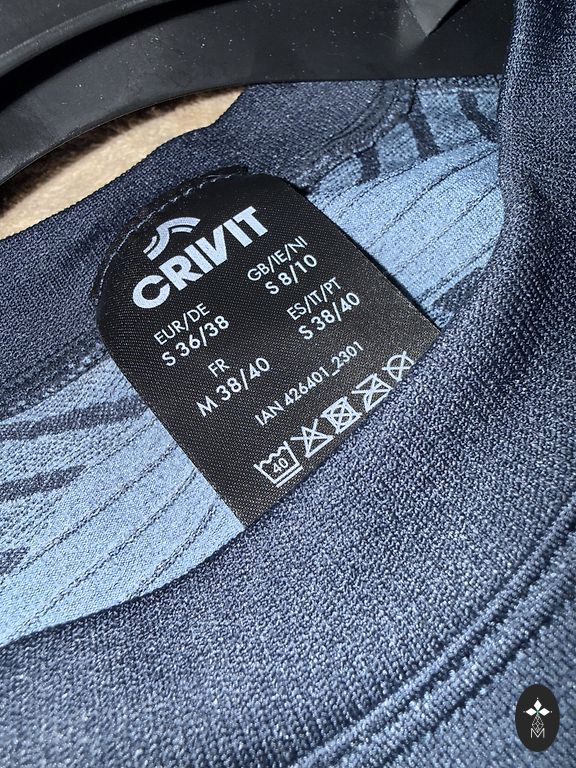 CRIVIT
EUR/DE
S 36/38
GB/IE/NI
S 8/10
FR
M 38/40
ES/IT/PT
S 38/40
IAN 426401_2301
40
M